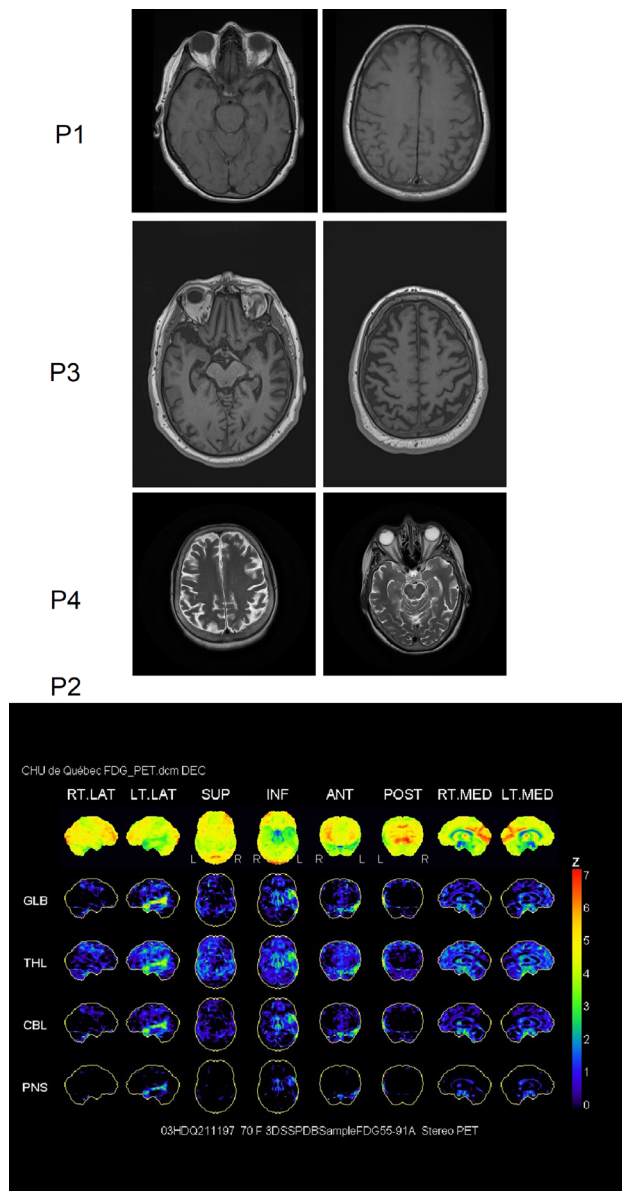 P1
P3
P4
P2
CHU de Québec FDG_PET.dcm DEC
RT.LAT LT.LAT SUP INF ANT POST RT.MED LT.MED
L R R L R L L R
Z
7
GLB
6
5
THL
4
3
CBL
2
1
PNS
0
03HDQ211197 70 F 3DSSPDBSampleFDG55-91A Stereo PET